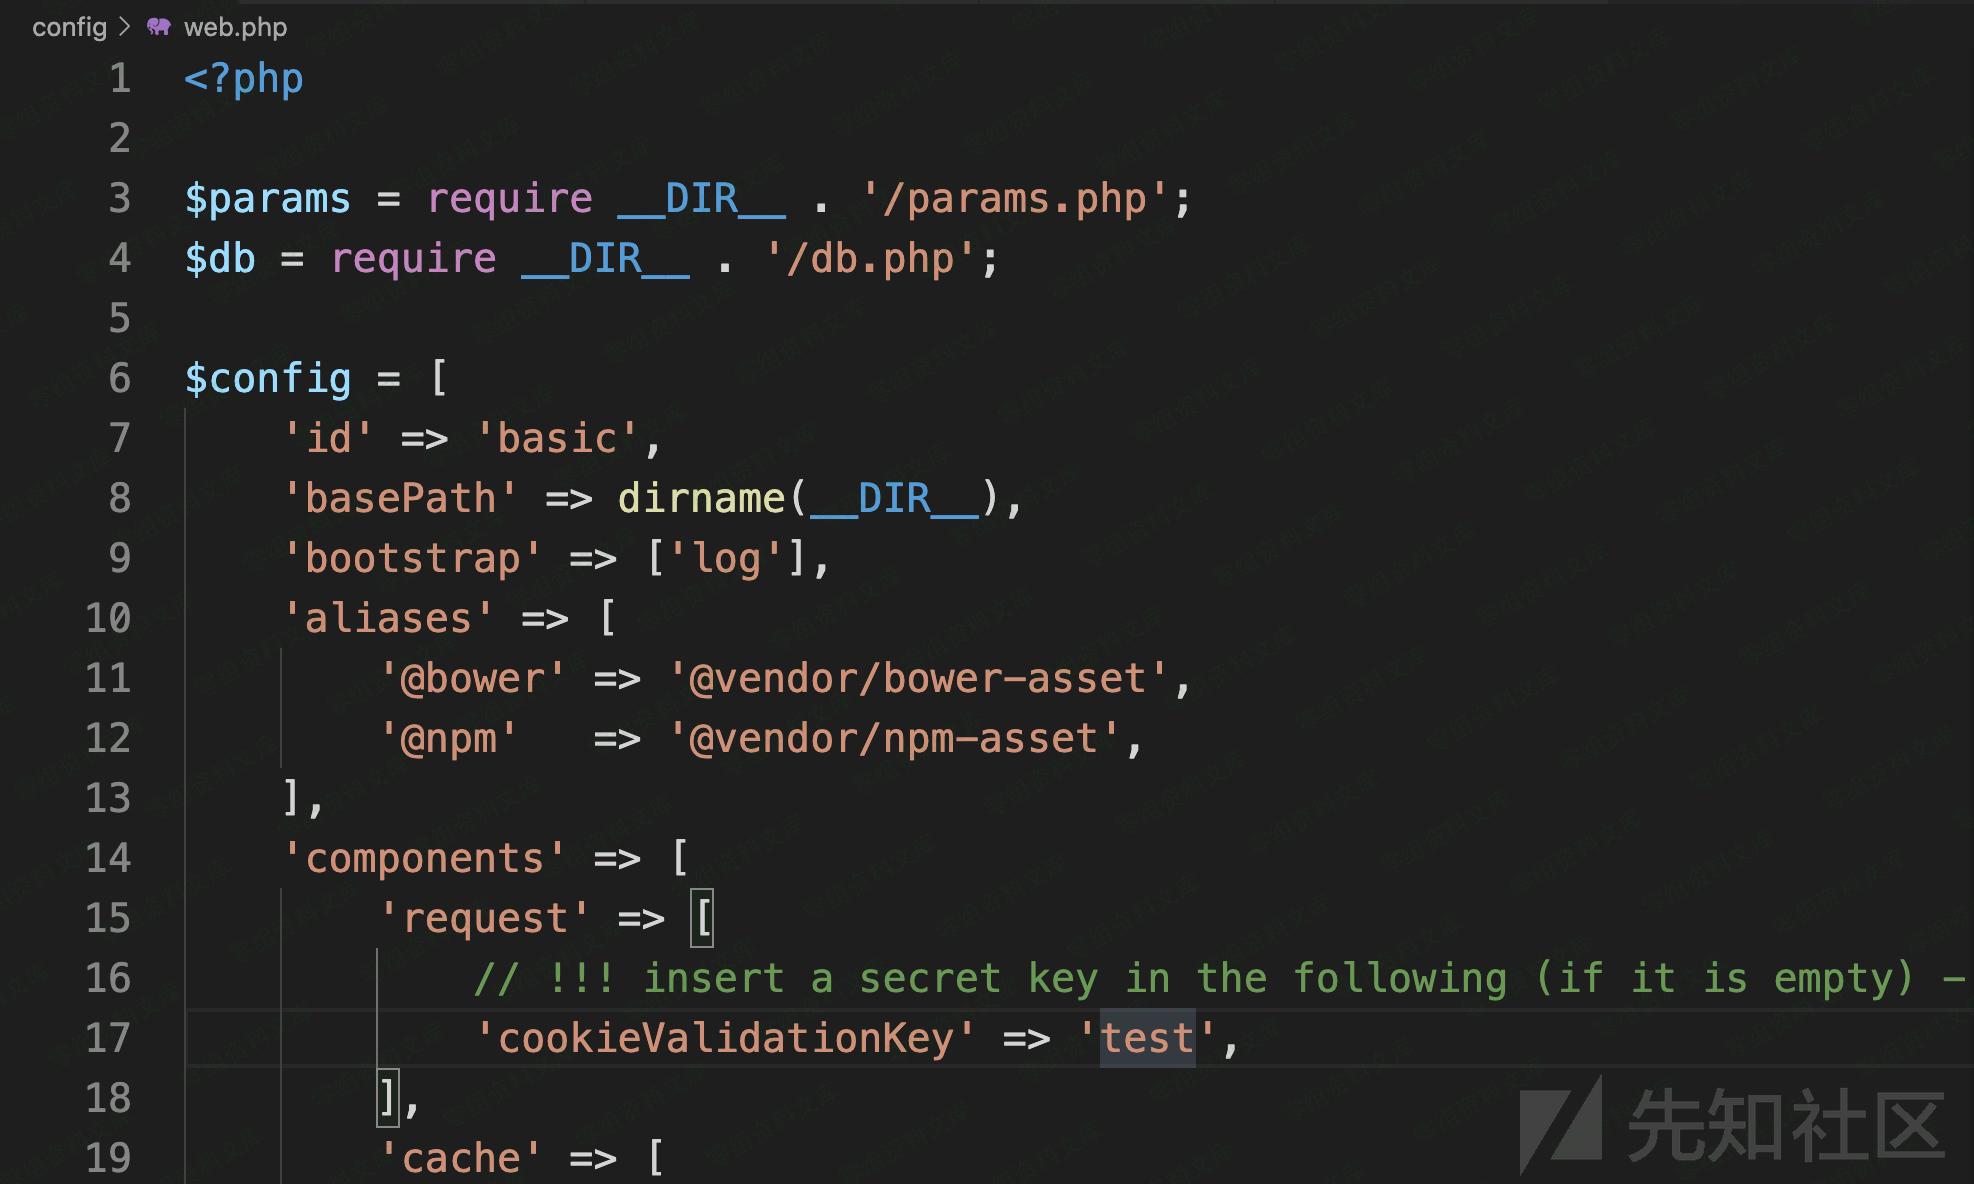 config > web.php
1 <?php
2
3 $params = require __DIR__ . '/params.php';
4 $db = require __DIR__ . '/db.php';
5
6 $config = [
7     'id' => 'basic',
8     'basePath' => dirname(__DIR__),
9     'bootstrap' => ['log'],
10     'aliases' => [
11         '@bower' => '@vendor/bower-asset',
12         '@npm'   => '@vendor/npm-asset',
13     ],
14     'components' => [
15         'request' => [
16             // !!! insert a secret key in the following (if it is empty) -
17             'cookieValidationKey' => 'test',
18         ],
19         'cache' => [
先知社区